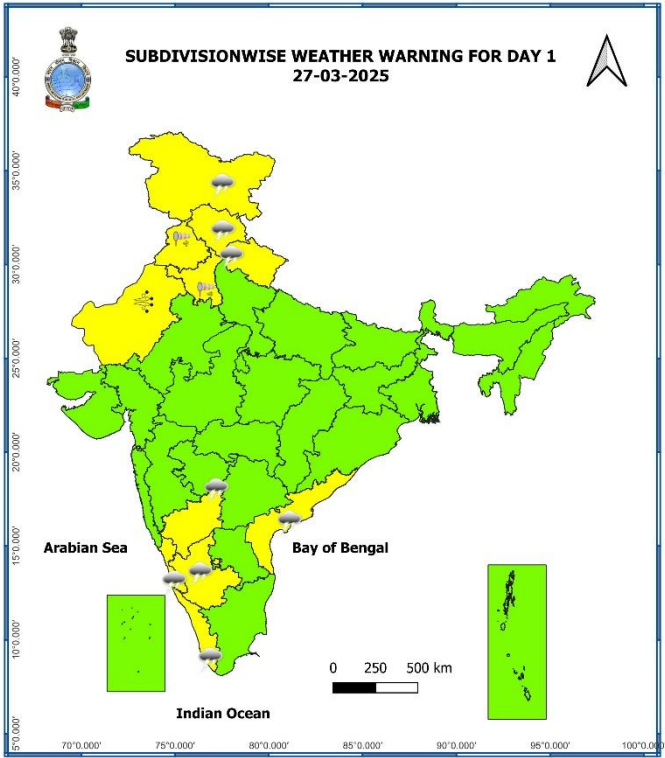 SUBDIVISIONWISE WEATHER WARNING FOR DAY 1
27-03-2025
40°0.000'
35°0.000'
30°0.000'
25°0.000'
20°0.000'
15°0.000'
10°0.000'
5°0.000'
Arabian Sea
Bay of Bengal
0 250 500 km
Indian Ocean
70°0.000' 75°0.000' 80°0.000' 85°0.000' 90°0.000' 95°0.000' 100°0.000'